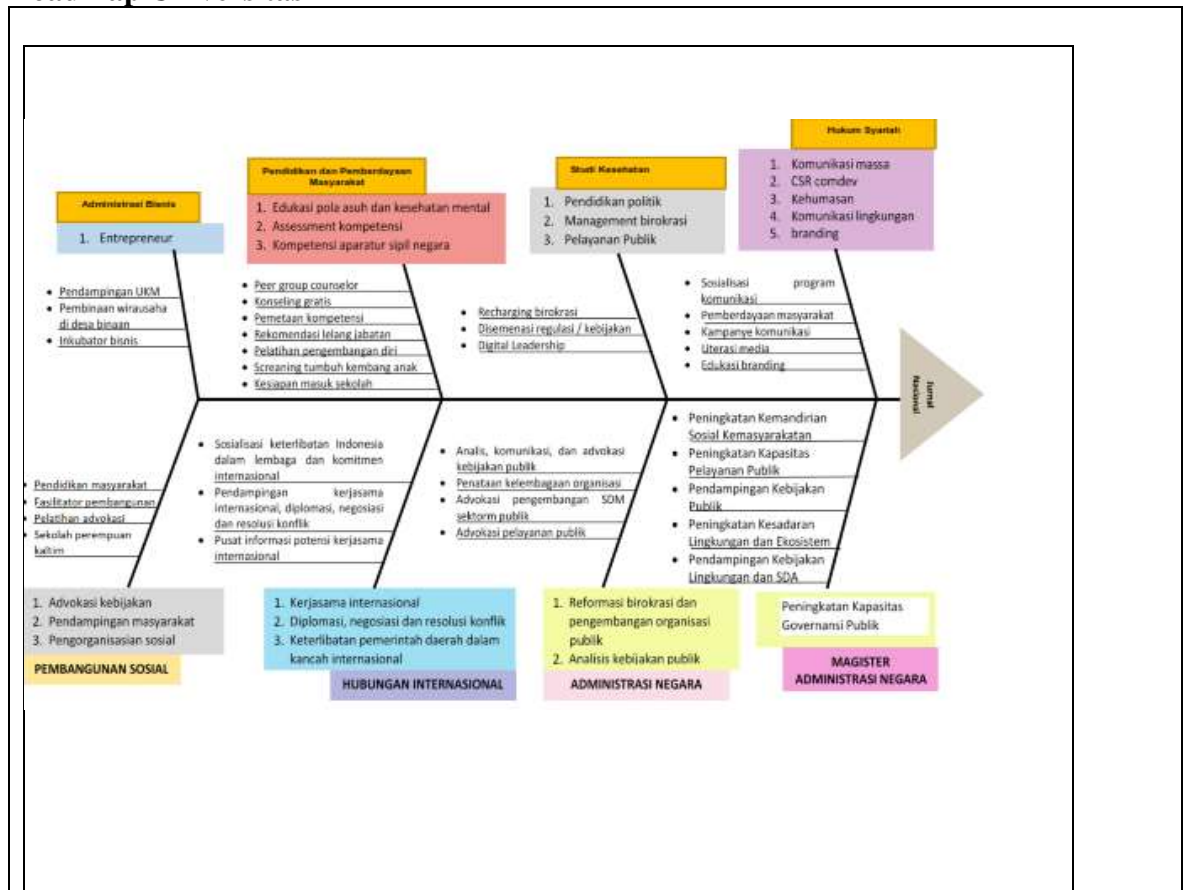 Hukum Syariah
1. Komunikasi massa
2. CSR comdev
3. Kehumasan
4. Komunikasi lingkungan
5. branding
Pendidikan dan Pemberdayaan
Masyarakat
1. Edukasi pola asuh dan kesehatan mental
2. Assessment kompetensi
3. Kompetensi aparatur sipil negara
Studi Kesehatan
1. Pendidikan politik
2. Management birokrasi
3. Pelayanan Publik
Administrasi Bisnis
1. Entrepreneur
• Pendampingan UKM
• Pembinaan wirausaha
di desa binaan
• Inkubator bisnis
• Peer group counselor
• Konseling gratis
• Pemetaan kompetensi
• Rekomendasi lelang jabatan
• Pelatihan pengembangan diri
• Screaning tumbuh kembang anak
• Kesiapan masuk sekolah
• Recharging birokrasi
• Disemenasi regulasi / kebijakan
• Digital Leadership
• Sosialisasi program
komunikasi
• Pemberdayaan masyarakat
• Kampanye komunikasi
• Literasi media
• Edukasi branding
Jurnal
Nasional
• Pendidikan masyarakat
• Fasilitator pembangunan
• Pelatihan advokasi
• Sekolah perempuan
kaltim
• Sosialisasi keterlibatan Indonesia
dalam lembaga dan komitmen
internasional
• Pendampingan kerjasama
internasional, diplomasi, negosiasi
dan resolusi konflik
• Pusat informasi potensi kerjasama
internasional
• Analis, komunikasi, dan advokasi
kebijakan publik
• Penataan kelembagaan organisasi
• Advokasi pengembangan SDM
sektorm publik
• Advokasi pelayanan publik
• Peningkatan Kemandirian
Sosial Kemasyarakatan
• Peningkatan Kapasitas
Pelayanan Publik
• Pendampingan Kebijakan
Publik
• Peningkatan Kesadaran
Lingkungan dan Ekosistem
• Pendampingan Kebijakan
Lingkungan dan SDA
1. Advokasi kebijakan
2. Pendampingan masyarakat
3. Pengorganisasian sosial
PEMBANGUNAN SOSIAL
1. Kerjasama internasional
2. Diplomasi, negosiasi dan resolusi konflik
3. Keterlibatan pemerintah daerah dalam
kancah internasional
HUBUNGAN INTERNASIONAL
1. Reformasi birokrasi dan
pengembangan organisasi
publik
2. Analisis kebijakan publik
ADMINISTRASI NEGARA
Peningkatan Kapasitas
Governansi Publik
MAGISTER
ADMINISTRASI NEGARA